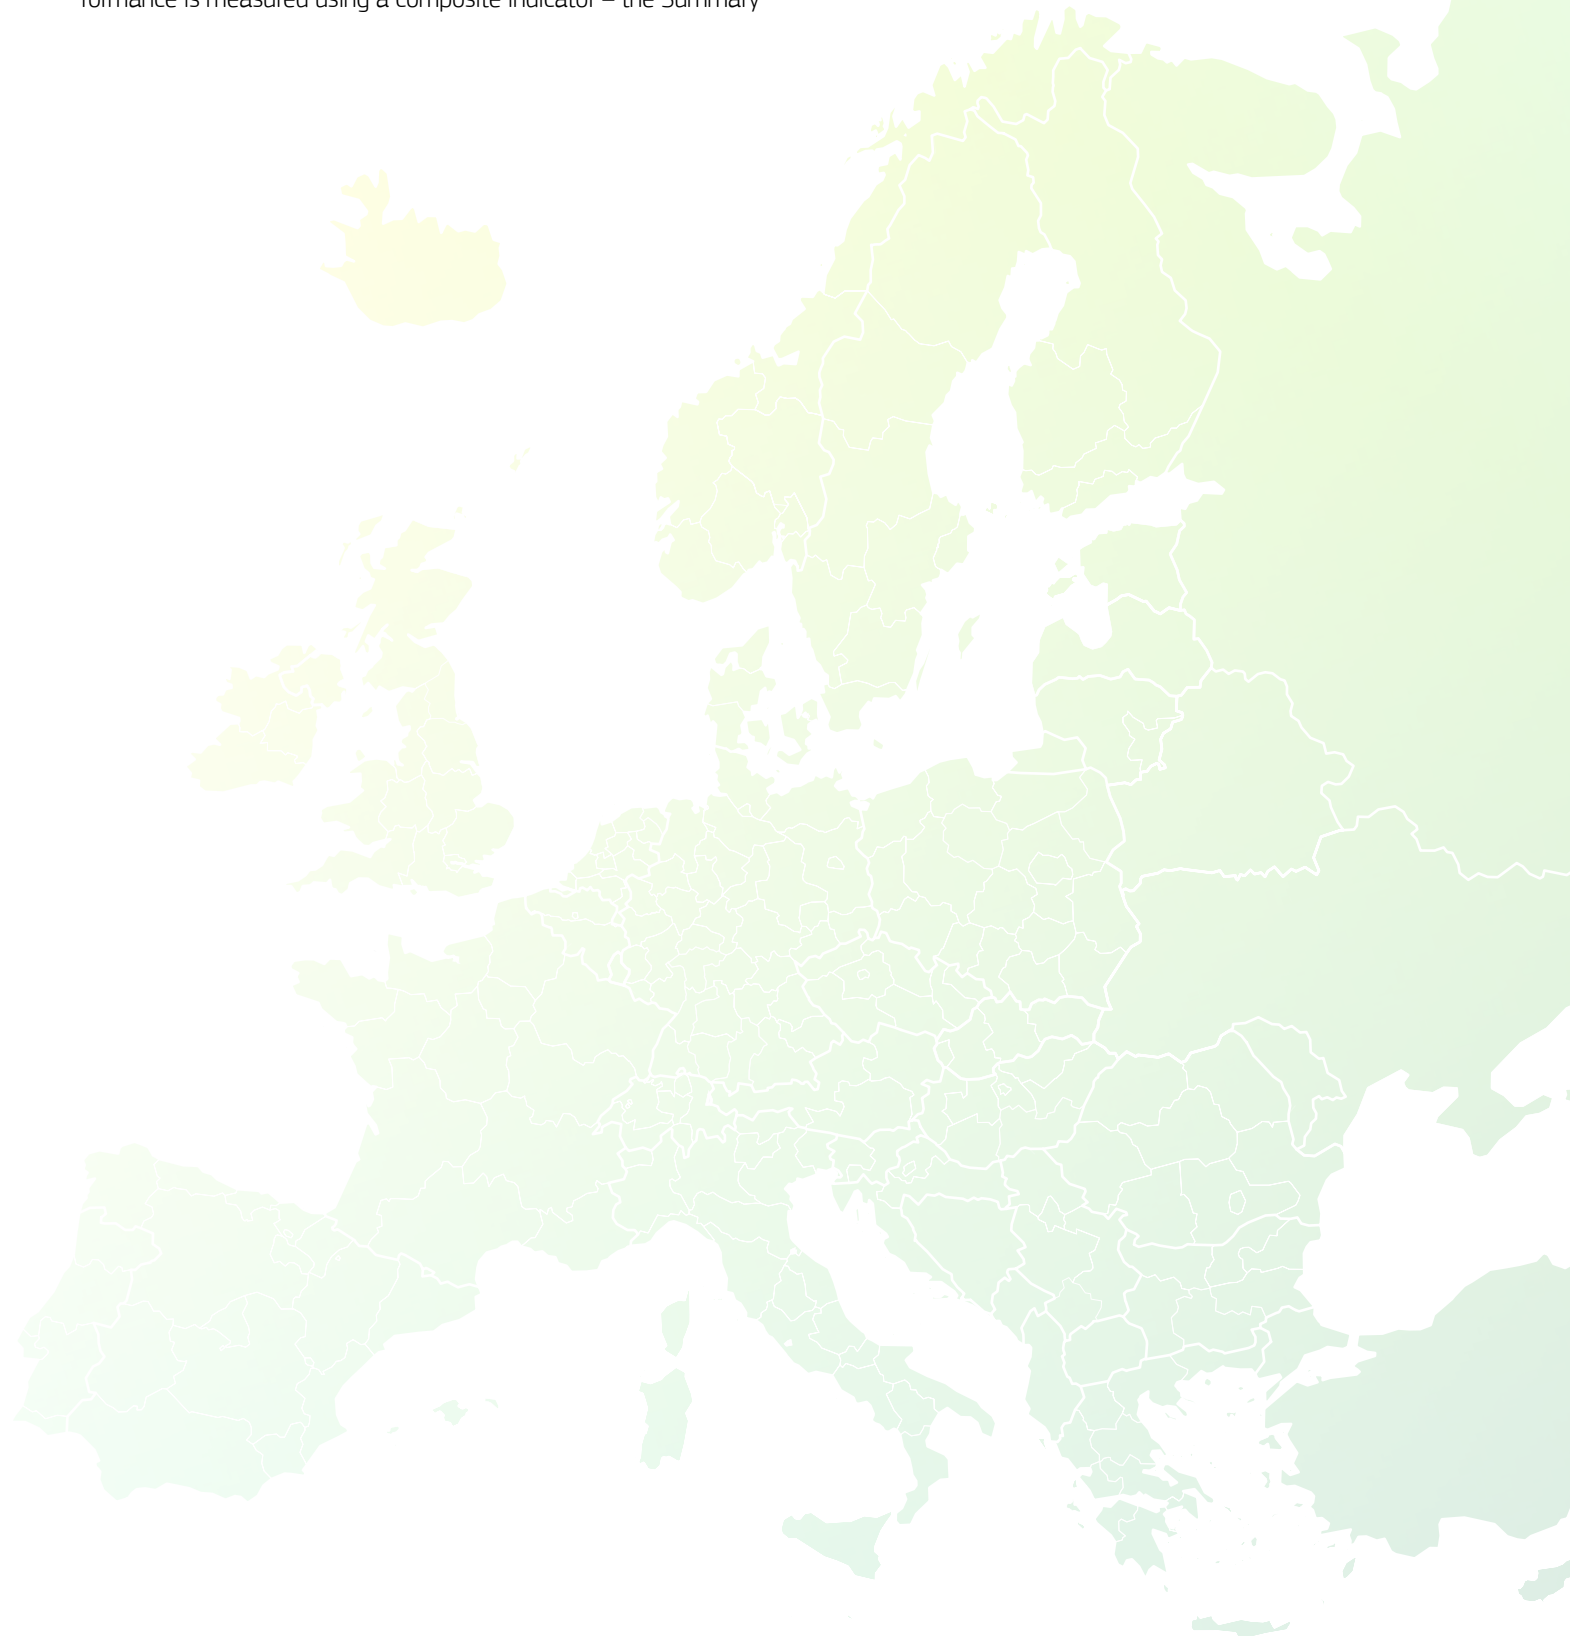 formance is measured using a composite indicator – the Summary